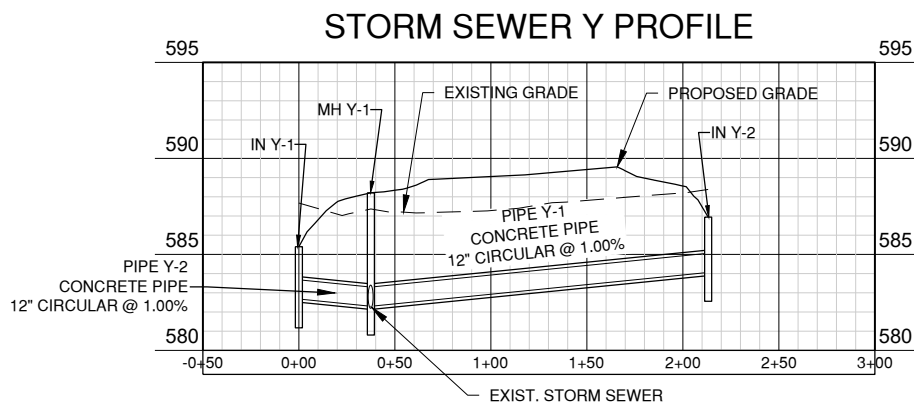 STORM SEWER Y PROFILE
595
595
EXISTING GRADE
PROPOSED GRADE
MH Y-1
IN Y-1
IN Y-2
590
590
PIPE Y-1
CONCRETE PIPE
12" CIRCULAR @ 1.00%
585
585
PIPE Y-2
CONCRETE PIPE
12" CIRCULAR @ 1.00%
580
580
-0+50
0+00
0+50
1+00
1+50
2+00
2+50
3+00
EXIST. STORM SEWER